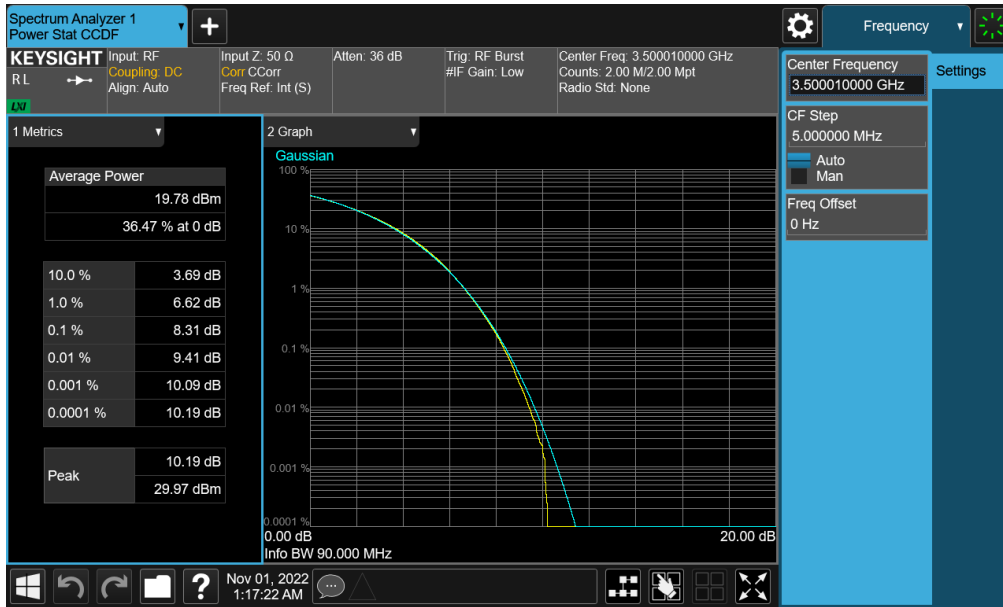 Spectrum Analyzer 1
Power Stat CCDF
+
Frequency
KEYSIGHT
R L
LXI
Input: RF
Coupling: DC
Align: Auto
Input Z: 50 Ω
Corr CCorr
Freq Ref: Int (S)
Atten: 36 dB
Trig: RF Burst
#IF Gain: Low
Center Freq: 3.500010000 GHz
Counts: 2.00 M/2.00 Mpt
Radio Std: None
Center Frequency
3.500010000 GHz
Settings
CF Step
5.000000 MHz
Auto
Man
Freq Offset
0 Hz
1 Metrics
Average Power
19.78 dBm
36.47 % at 0 dB
10.0 % 3.69 dB
1.0 % 6.62 dB
0.1 % 8.31 dB
0.01 % 9.41 dB
0.001 % 10.09 dB
0.0001 % 10.19 dB
Peak
10.19 dB
29.97 dBm
2 Graph
Gaussian
100 %
10 %
1 %
0.1 %
0.01 %
0.001 %
0.0001 %
0.00 dB 20.00 dB
Info BW 90.000 MHz
?
Nov 01, 2022
1:17:22 AM